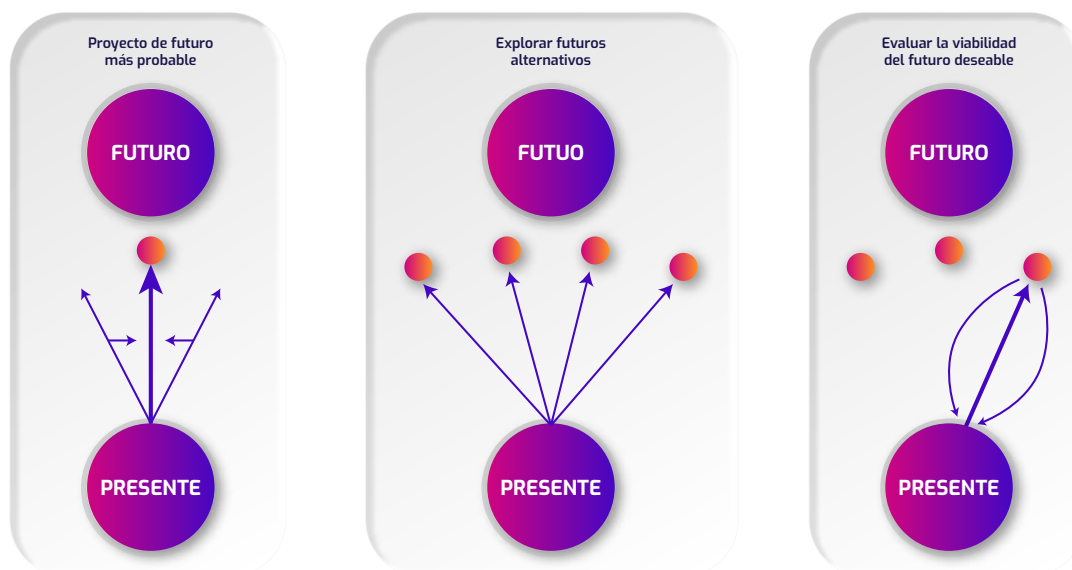 Proyecto de futuro
más probable
FUTURO
PRESENTE
Explorar futuros
alternativos
FUTUO
PRESENTE
Evaluar la viabilidad
del futuro deseable
FUTURO
PRESENTE